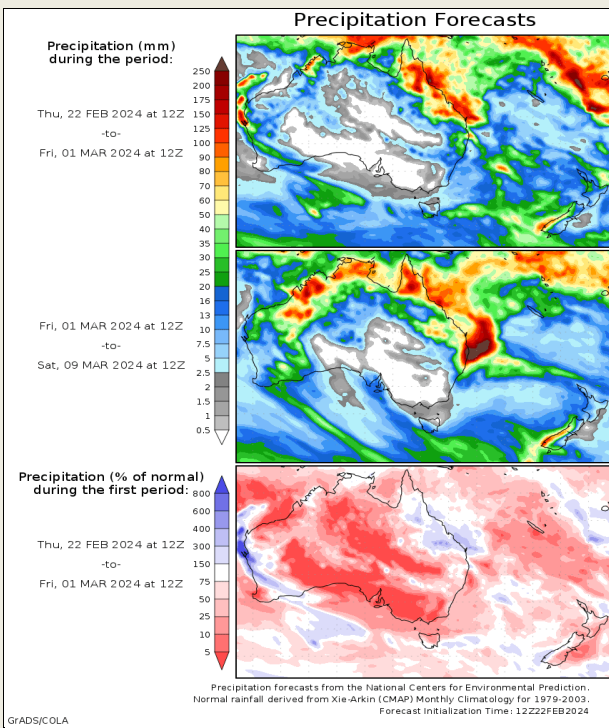 Precipitation Forecasts
Precipitation (mm)
during the period:
Thu, 22 FEB 2024 at 12Z
-to-
Fri, 01 MAR 2024 at 12Z
250
200
175
150
125
100
90
80
70
60
50
40
35
30
25
20
16
13
10
7.5
5
2.5
2
1.5
1
0.5
Fri, 01 MAR 2024 at 12Z
-to-
Sat, 09 MAR 2024 at 12Z
Precipitation (% of normal)
during the first period:
Thu, 22 FEB 2024 at 12Z
-to-
Fri, 01 MAR 2024 at 12Z
800
600
400
300
150
75
50
25
10
5
Precipitation forecasts from the National Centers for Environmental Prediction.
Normal rainfall derived from Xie-Arkin (CMAP) Monthly Climatology for 1979-2003.
Forecast Initialization Time: 12Z22FEB2024
GrADS/COLA